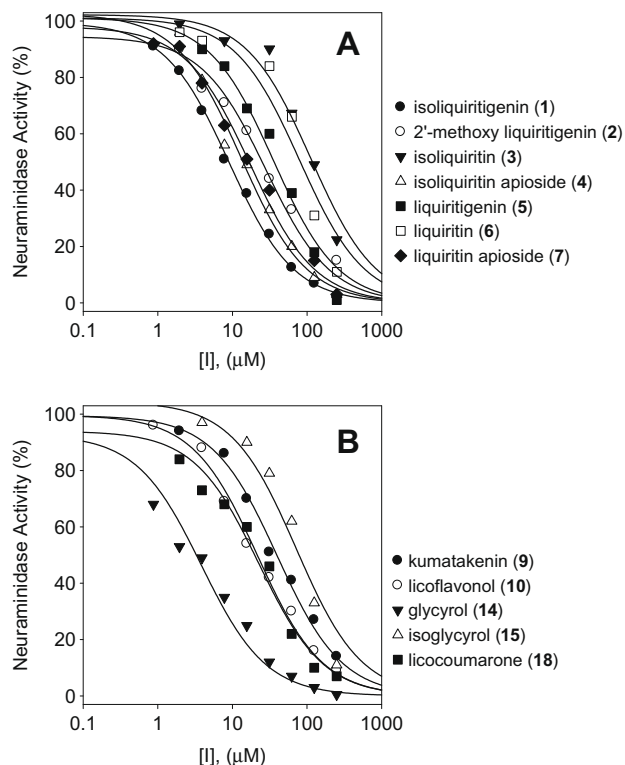 A
Neuraminidase Activity (%)
100
80
60
40
20
0
0.1 1 10 100 1000
[I], (μM)
isoliquiritigenin (1)
2'-methoxy liquiritigenin (2)
isoliquiritin (3)
isoliquiritin apioside (4)
liquiritigenin (5)
liquiritin (6)
liquiritin apioside (7)
B
Neuraminidase Activity (%)
100
80
60
40
20
0
0.1 1 10 100 1000
[I], (μM)
kumatakenin (9)
licoflavonol (10)
glycyrol (14)
isoglycyrol (15)
licocoumarone (18)